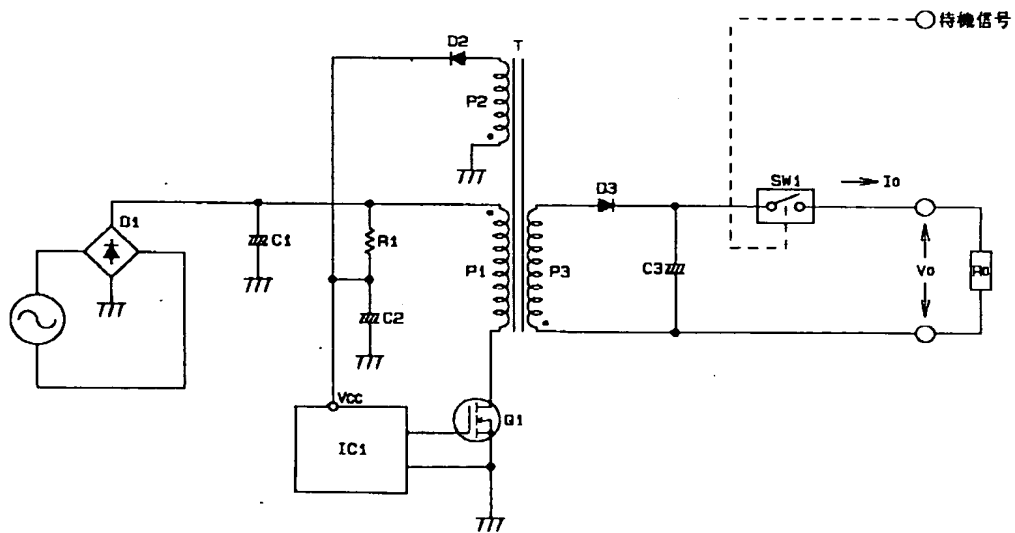 待機信号
D2
T
P2
SW1
Io
D3
D1
C1
R1
P1
P3
C3
Vo
Ro
C2
Vcc
Q1
IC1